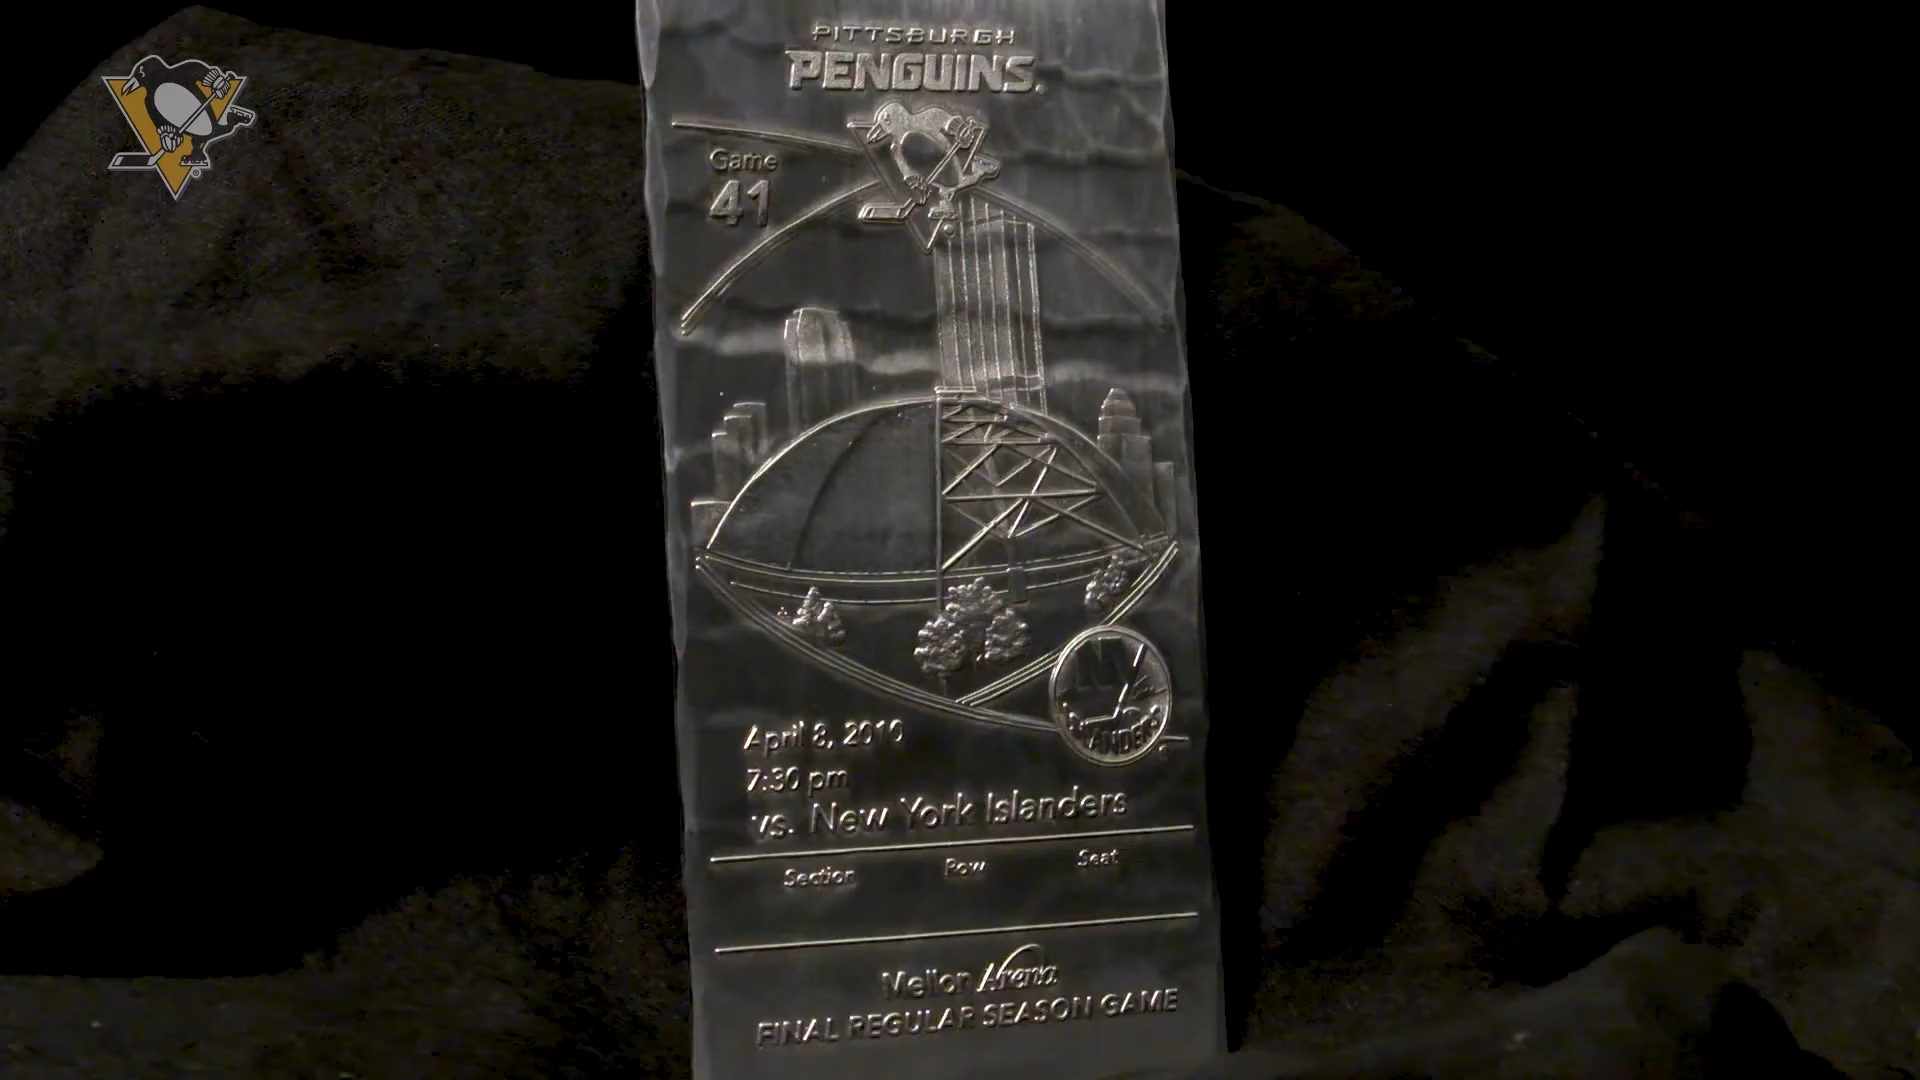 PITTSBURGH
PENGUINS.
Game
41
April 8, 2010
7:30 pm
vs. New York Islanders
Section Row Seat
Mellon Arena
FINAL REGULAR SEASON GAME